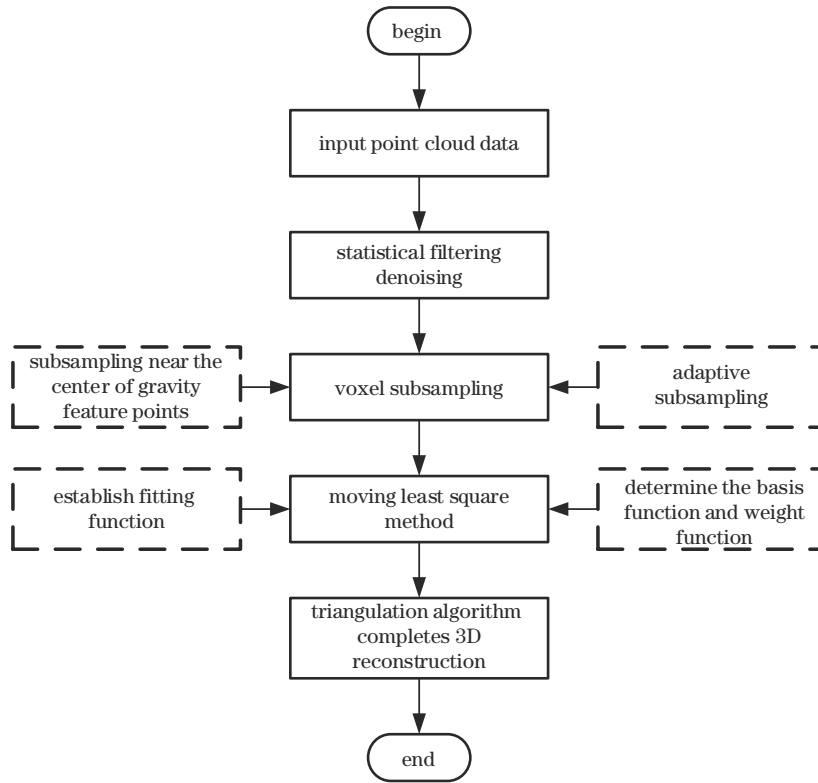 begin
input point cloud data
statistical filtering
denoising
subsampling near the
center of gravity
feature points
voxel subsampling
adaptive
subsampling
establish fitting
function
moving least square
method
determine the basis
function and weight
function
triangulation algorithm
completes 3D
reconstruction
end